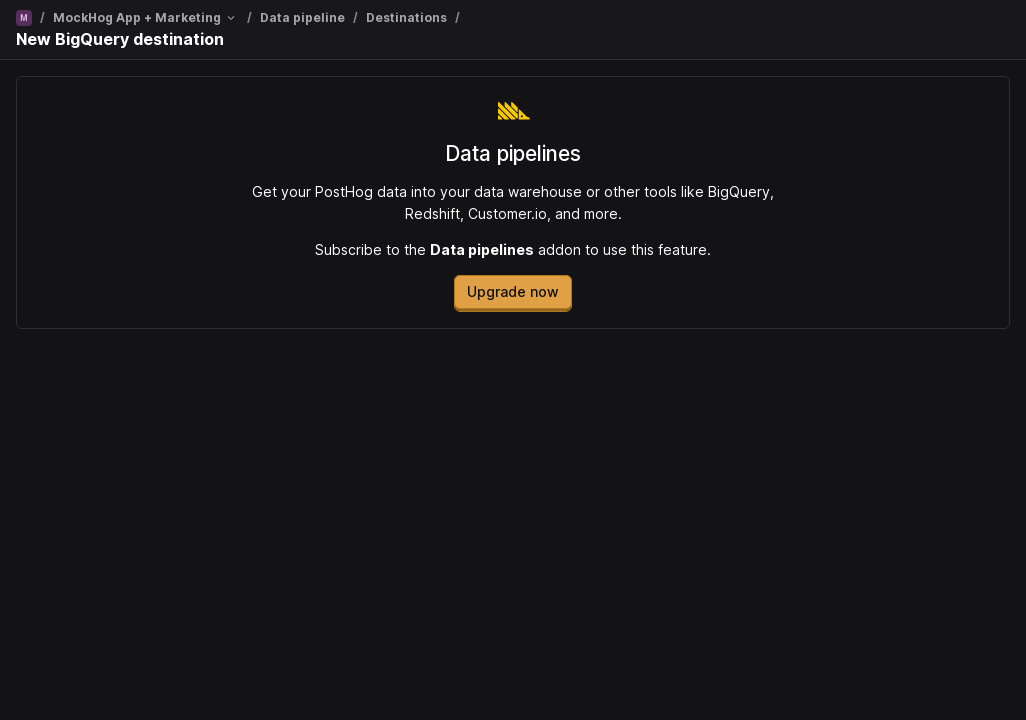 M / MockHog App + Marketing / Data pipeline / Destinations /
New BigQuery destination
Data pipelines
Get your PostHog data into your data warehouse or other tools like BigQuery,
Redshift, Customer.io, and more.
Subscribe to the Data pipelines addon to use this feature.
Upgrade now